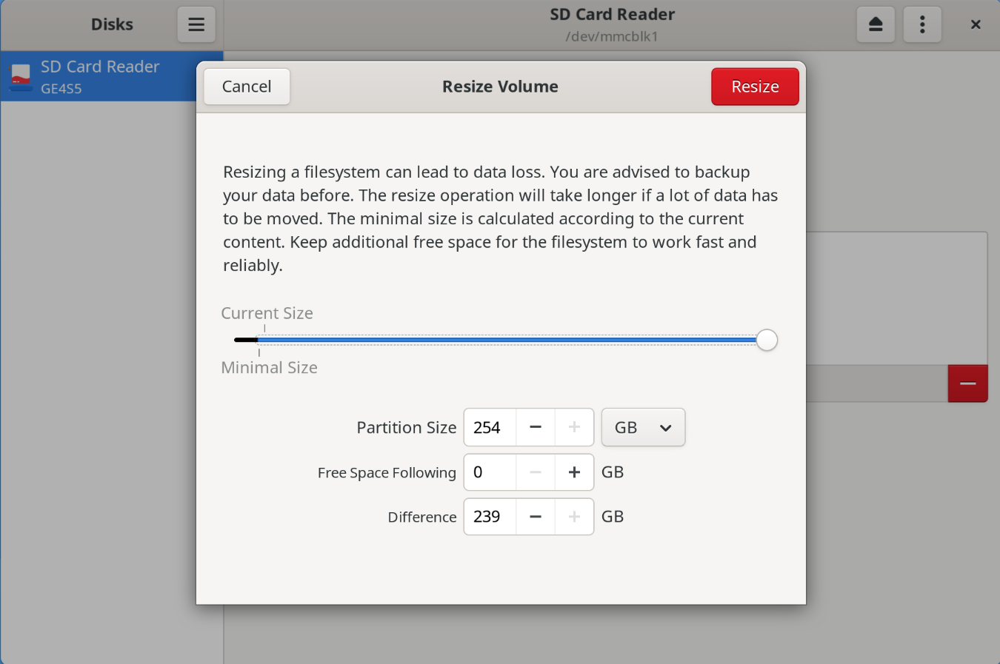 Disks
SD Card Reader
/dev/mmcblk1
SD Card Reader
GE4S5
Cancel
Resize Volume
Resize
Resizing a filesystem can lead to data loss. You are advised to backup
your data before. The resize operation will take longer if a lot of data has
to be moved. The minimal size is calculated according to the current
content. Keep additional free space for the filesystem to work fast and
reliably.
Current Size
Minimal Size
Partition Size 254 GB
Free Space Following 0 GB
Difference 239 GB